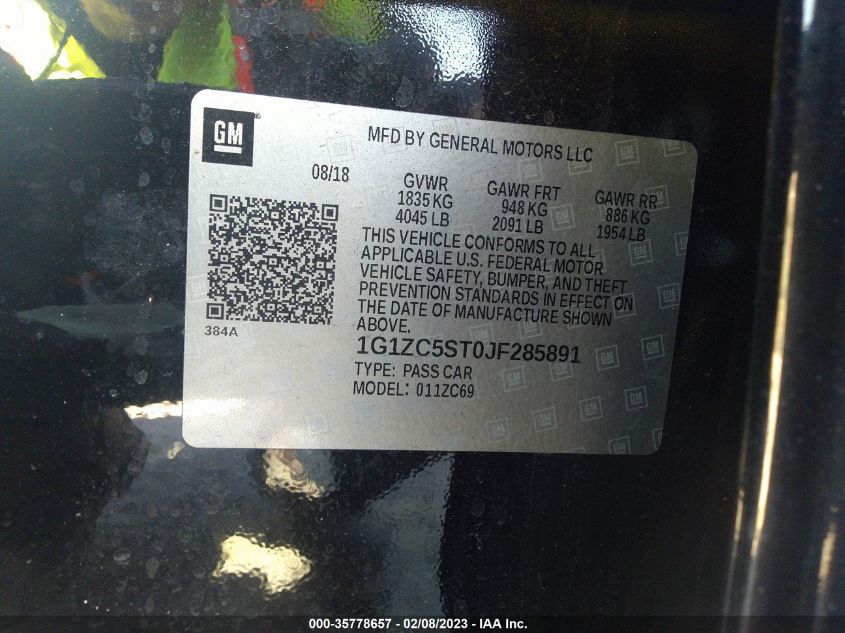 GM
MFD BY GENERAL MOTORS LLC
08/18
GVWR
1835 KG
4045 LB
GAWR FRT
948 KG
2091 LB
GAWR RR
886 KG
1954 LB
THIS VEHICLE CONFORMS TO ALL
APPLICABLE U.S. FEDERAL MOTOR
VEHICLE SAFETY, BUMPER, AND THEFT
PREVENTION STANDARDS IN EFFECT ON
THE DATE OF MANUFACTURE SHOWN
ABOVE.
384A
1G1ZC5ST0JF285891
TYPE: PASS CAR
MODEL: 011ZC69
000-35778657 - 02/08/2023 - IAA Inc.